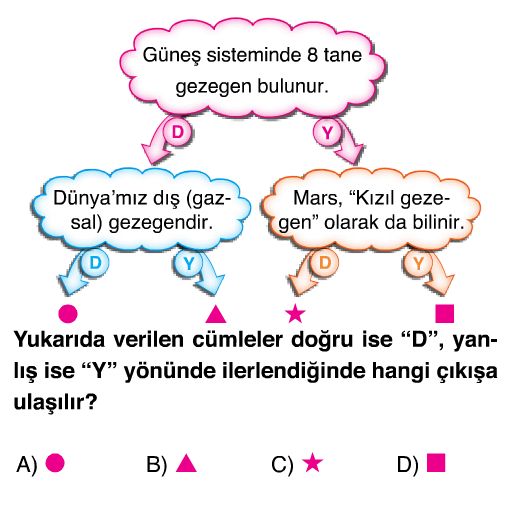 Güneş sisteminde 8 tane
gezegen bulunur.
D
Y
Dünya’mız dış (gaz-
sal) gezegendir.
Mars, “Kızıl geze-
gen” olarak da bilinir.
D
Y
D
Y
Yukarıda verilen cümleler doğru ise “D”, yan-
lış ise “Y” yönünde ilerlendiğinde hangi çıkışa
ulaşılır?
A)
B)
C)
D)